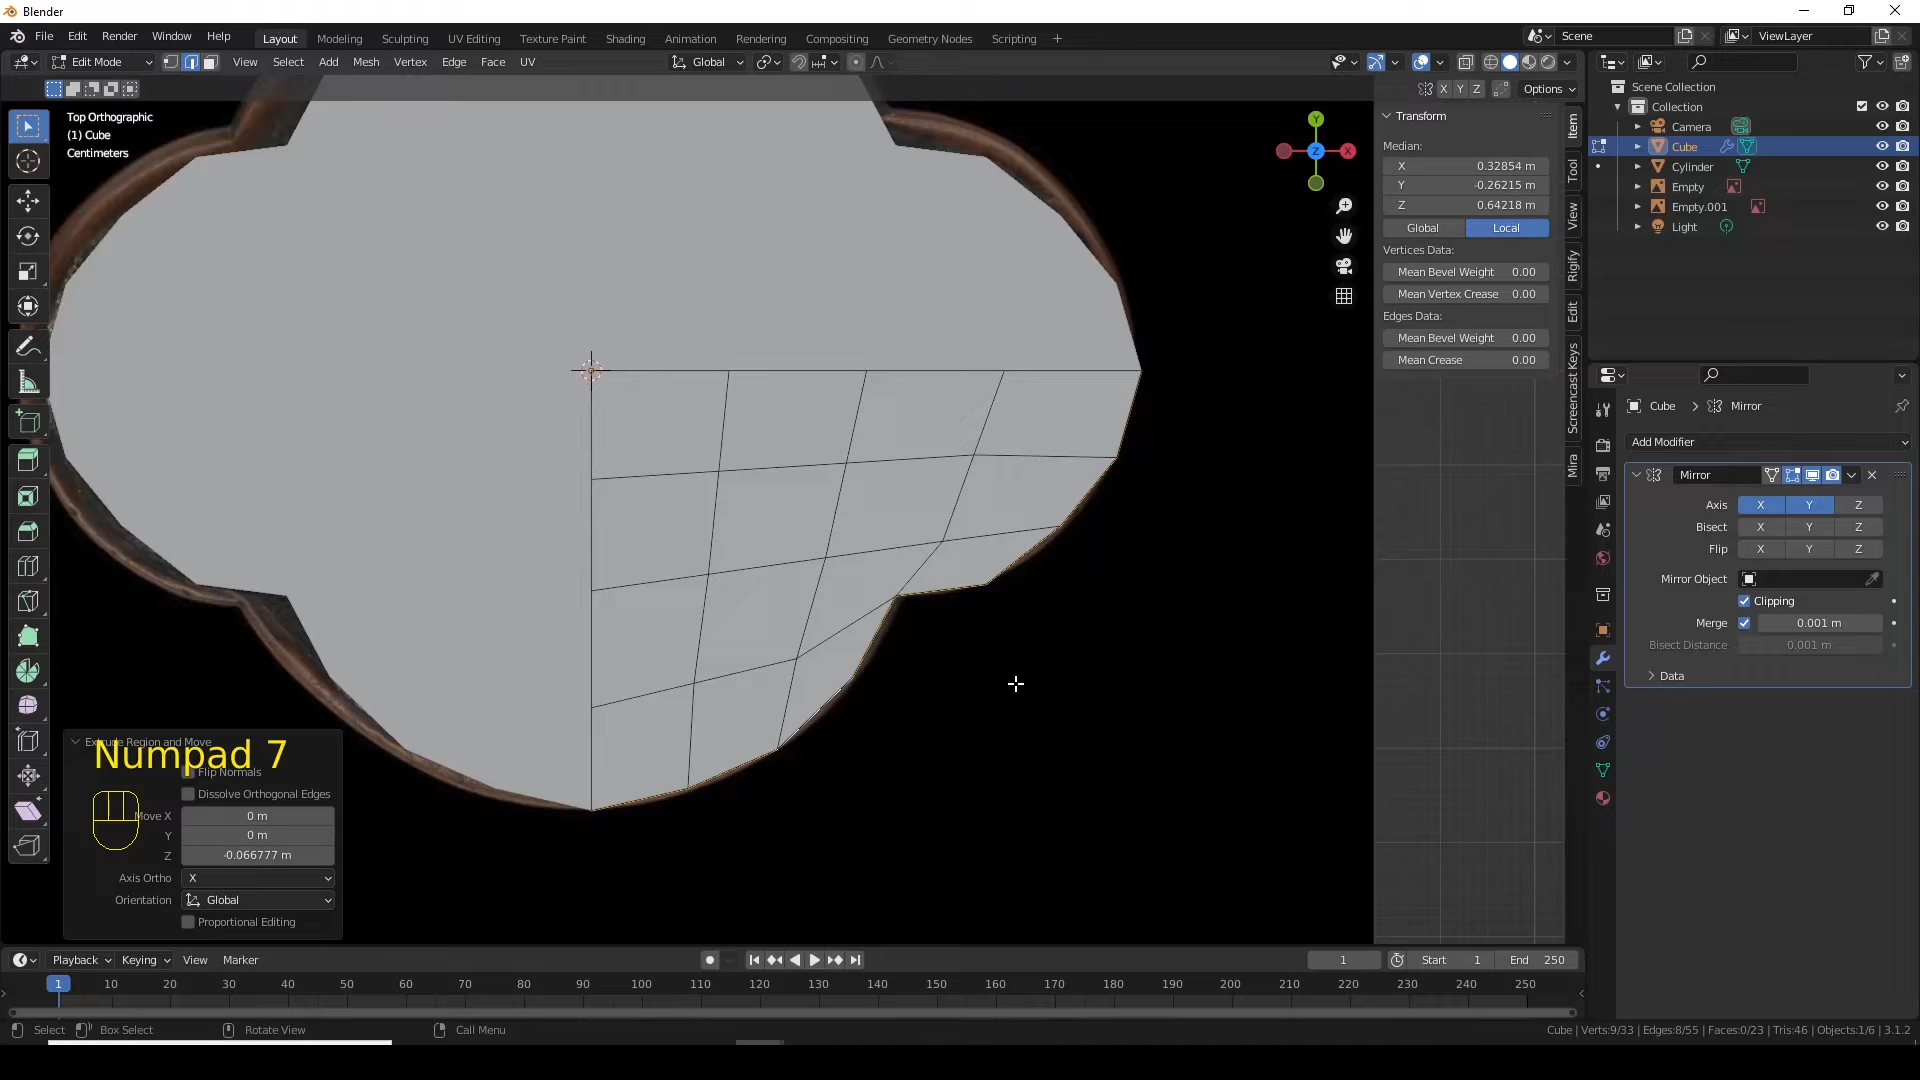 Blender
File Edit Render Window Help
Layout Modeling Sculpting UV Editing Texture Paint Shading Animation Rendering Compositing Geometry Nodes Scripting +
Scene
ViewLayer
Edit Mode View Select Add Mesh Vertex Edge Face UV
Global
X Y Z Options
Top Orthographic
(1) Cube
Centimeters
Y
Z
X
Transform
Median:
X 0.32854 m
Y -0.26215 m
Z 0.64218 m
Global Local
Vertices Data:
Mean Bevel Weight 0.00
Mean Vertex Crease 0.00
Edges Data:
Mean Bevel Weight 0.00
Mean Crease 0.00
Item
Tool
View
Rigify
Edit
Screencast Keys
Mira
Scene Collection
Collection
Camera
Cube
Cylinder
Empty
Empty.001
Light
Cube > Mirror
Add Modifier
Mirror
Axis X Y Z
Bisect X Y Z
Flip X Y Z
Mirror Object
Clipping
Merge 0.001 m
Bisect Distance 0.001 m
Data
Extrude Region and Move
Numpad 7
Flip Normals
Dissolve Orthogonal Edges
Move X 0 m
Y 0 m
Z -0.066777 m
Axis Ortho X
Orientation Global
Proportional Editing
Playback Keying View Marker
1 Start 1 End 250
1 10 20 30 40 50 60 70 80 90 100 110 120 130 140 150 160 170 180 190 200 210 220 230 240 250
Select Box Select Rotate View Call Menu
Cube | Verts:9/33 | Edges:8/55 | Faces:0/23 | Tris:46 | Objects:1/6 | 3.1.2